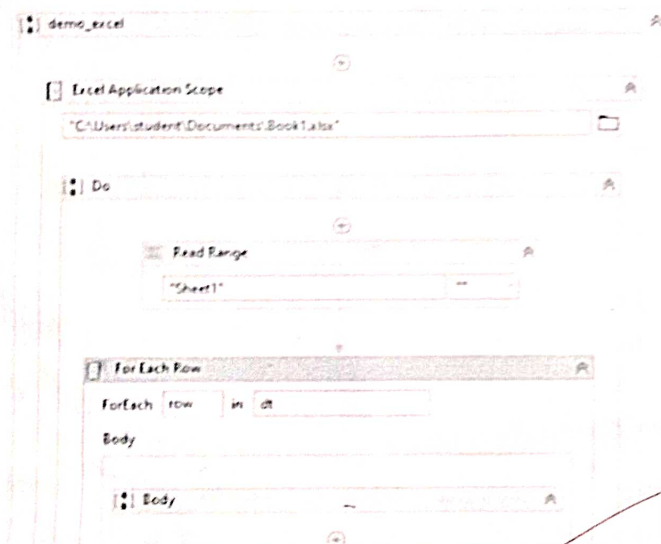 demo_excel
Excel Application Scope
"C:\Users\student\Documents\Book1.xlsx"
Do
Read Range
"Sheet1" ""
For Each Row
ForEach row in dt
Body
Body